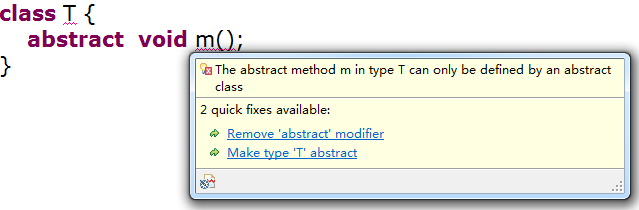 class T {
abstract void m();
}
The abstract method m in type T can only be defined by an abstract
class
2 quick fixes available:
Remove 'abstract' modifier
Make type 'T' abstract